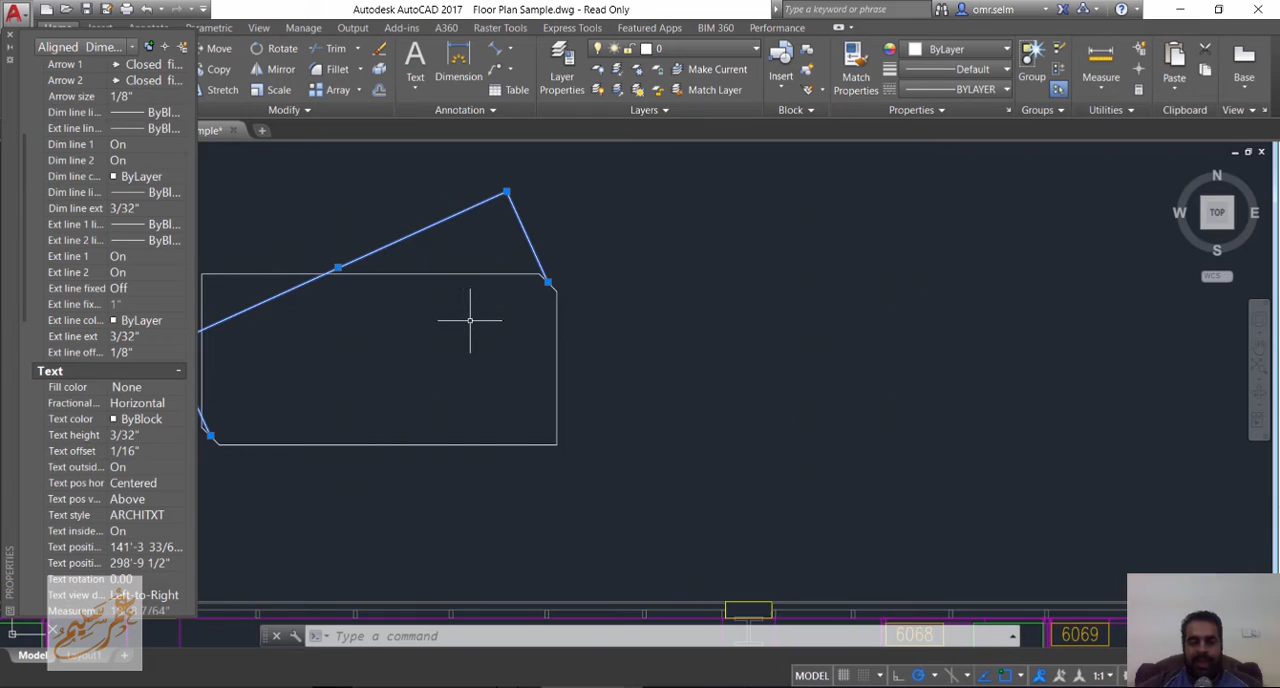 Autodesk AutoCAD 2017 Floor Plan Sample.dwg - Read Only
Type a keyword or phrase
omr.selm
Insert Annotate Parametric View Manage Output Add-ins A360 Raster Tools Express Tools Featured Apps BIM 360 Performance
Move Rotate Trim
Copy Mirror Fillet
Stretch Scale Array
Modify
Text Dimension
Table
Annotation
Layer Properties
0
Make Current
Match Layer
Layers
Insert
Block
Match Properties
ByLayer
Default
BYLAYER
Properties
Group
Groups
Measure
Utilities
Paste
Clipboard
Base
View
Aligned Dime...
Arrow 1 Closed fi...
Arrow 2 Closed fi...
Arrow size 1/8"
Dim line li... ByBl...
Ext line lin... ByBl...
Dim line 1 On
Dim line 2 On
Dim line c... ByLayer
Dim line li... ByBl...
Dim line ext 3/32"
Ext line 1 li... ByBl...
Ext line 2 li... ByBl...
Ext line 1 On
Ext line 2 On
Ext line fixed Off
Ext line fix... 1"
Ext line col... ByLayer
Ext line ext 3/32"
Ext line off... 1/8"
Text
Fill color None
Fractional... Horizontal
Text color ByBlock
Text height 3/32"
Text offset 1/16"
Text outsid... On
Text pos hor Centered
Text pos v... Above
Text style ARCHITXT
Text inside... On
Text positi... 141'-3 33/6...
Text positi... 298'-9 1/2"
Text rotation 0.00
Text view d... Left-to-Right
PROPERTIES
mple*
N
W TOP E
S
WCS
6068
6069
Type a command
Model Layout1
MODEL
1:1